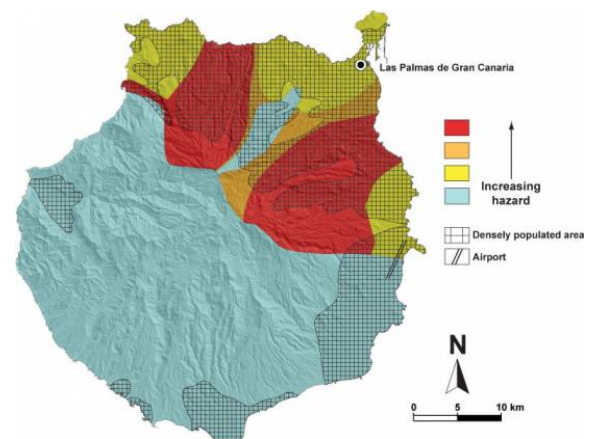 Las Palmas de Gran Canaria
Increasing
hazard
Densely populated area
Airport
N
0 5 10 km